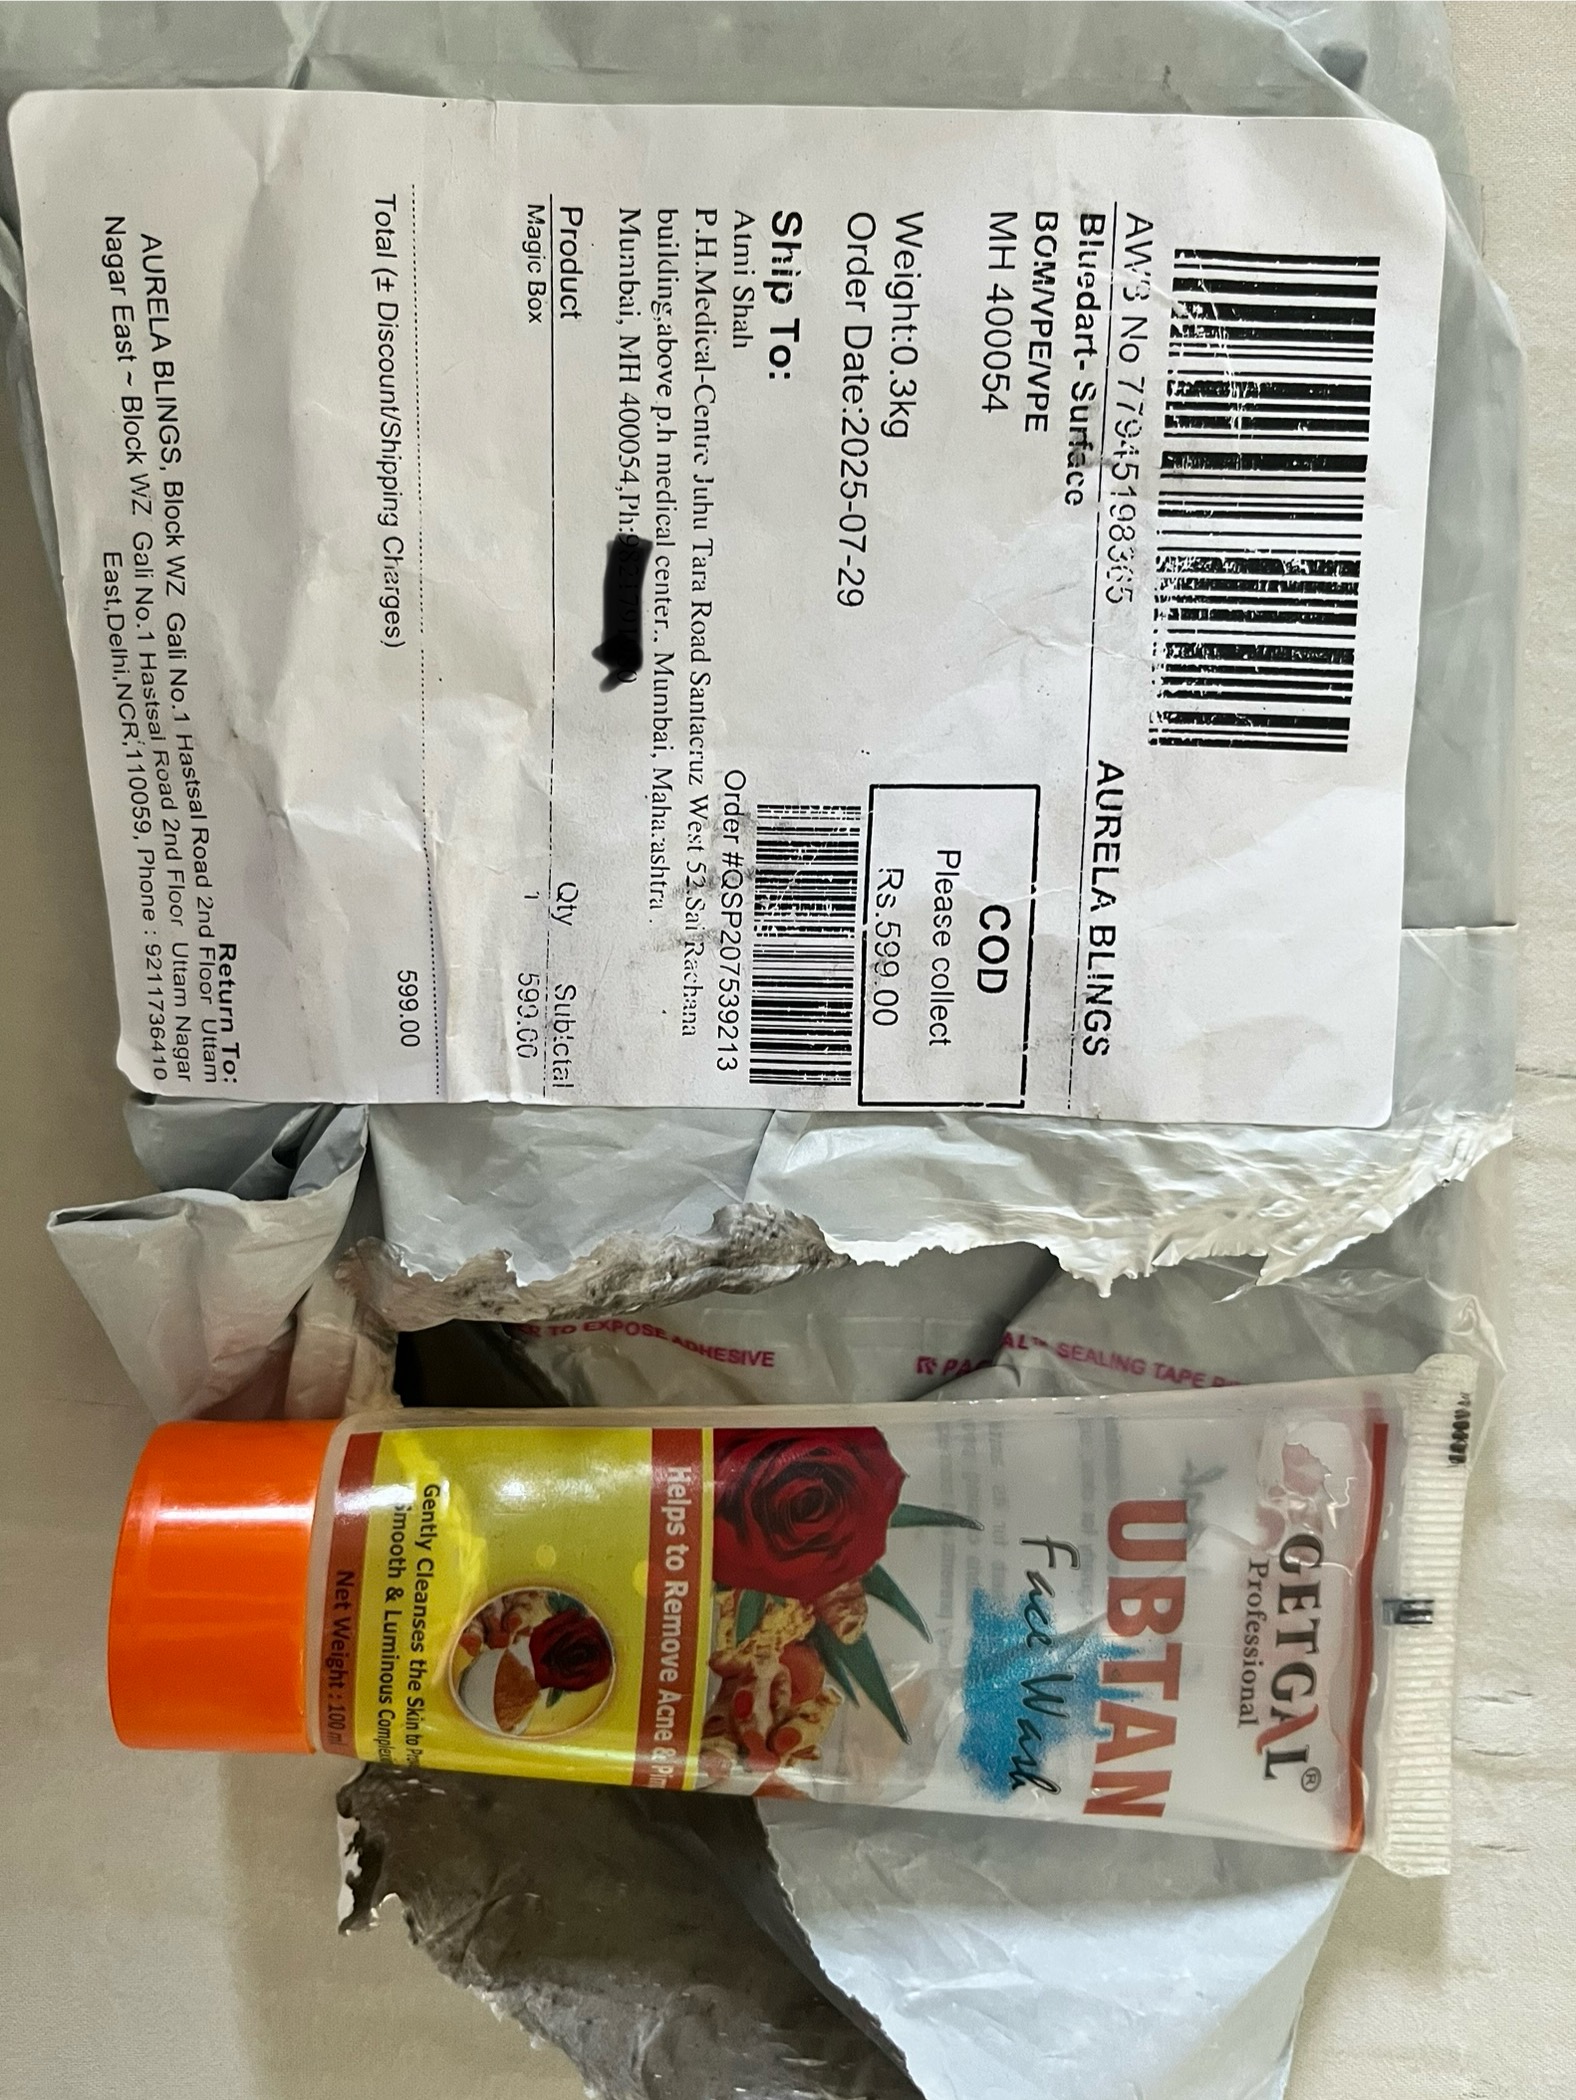 AWB No 77945198365
AURELA BLINGS
Bluedart- Surface
BOM/VPE/VPE
MH 400054
COD
Please collect
Rs.599.00
Weight:0.3kg
Order Date:2025-07-29
Ship To:
Atmi Shah
Order #QSP207539213
P.H.Medical-Centre Juhu Tara Road Santacruz West 52.Sai Rachana
building,above p.h medical center., Mumbai, Maharashtra .
Mumbai, MH 400054,Ph:
Product Qty Subtotal
Magic Box 1 599.00
Total (± Discount/Shipping Charges) 599.00
Return To:
AURELA BLINGS, Block WZ Gali No.1 Hastsal Road 2nd Floor Uttam
Nagar East ~ Block WZ Gali No.1 Hastsal Road 2nd Floor Uttam Nagar
East,Delhi,NCR,110059, Phone : 9211736410
TO EXPOSE ADHESIVE
SEALING TAPE
GETGAL®
Professional
UBTAN
Face Wash
Helps to Remove Acne &
Gently Cleanses the Skin to
Smooth & Luminous
Net Weight : 100 ml